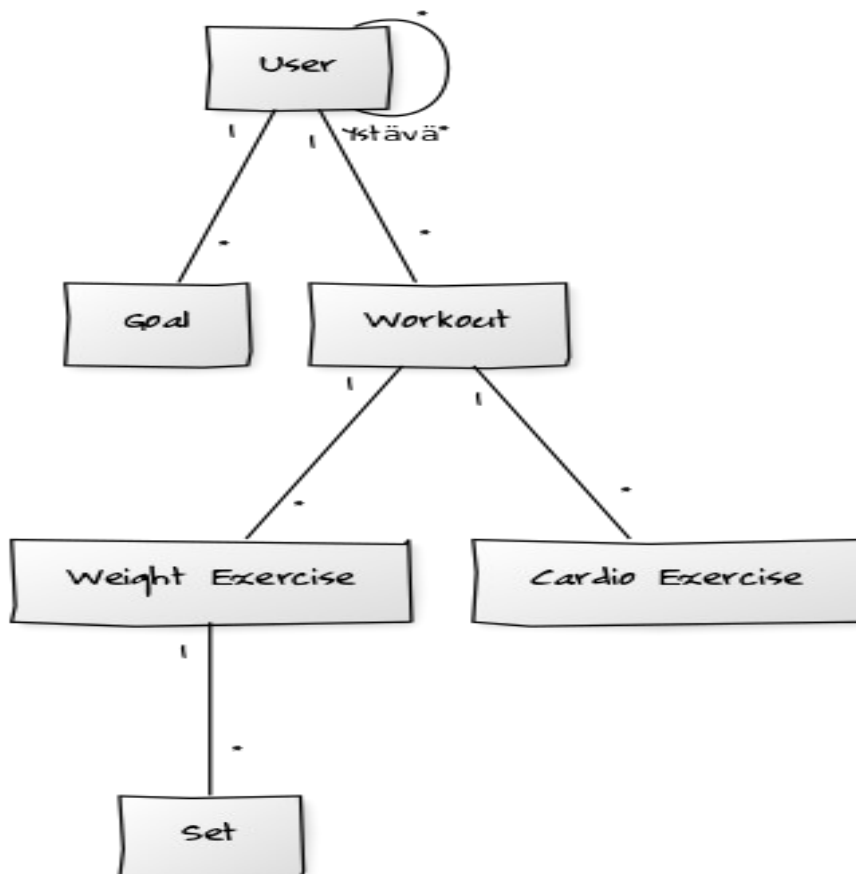 *
User
1
1
Ystävä*
*
*
Goal
Workout
1
1
*
*
Weight Exercise
Cardio Exercise
1
*
Set